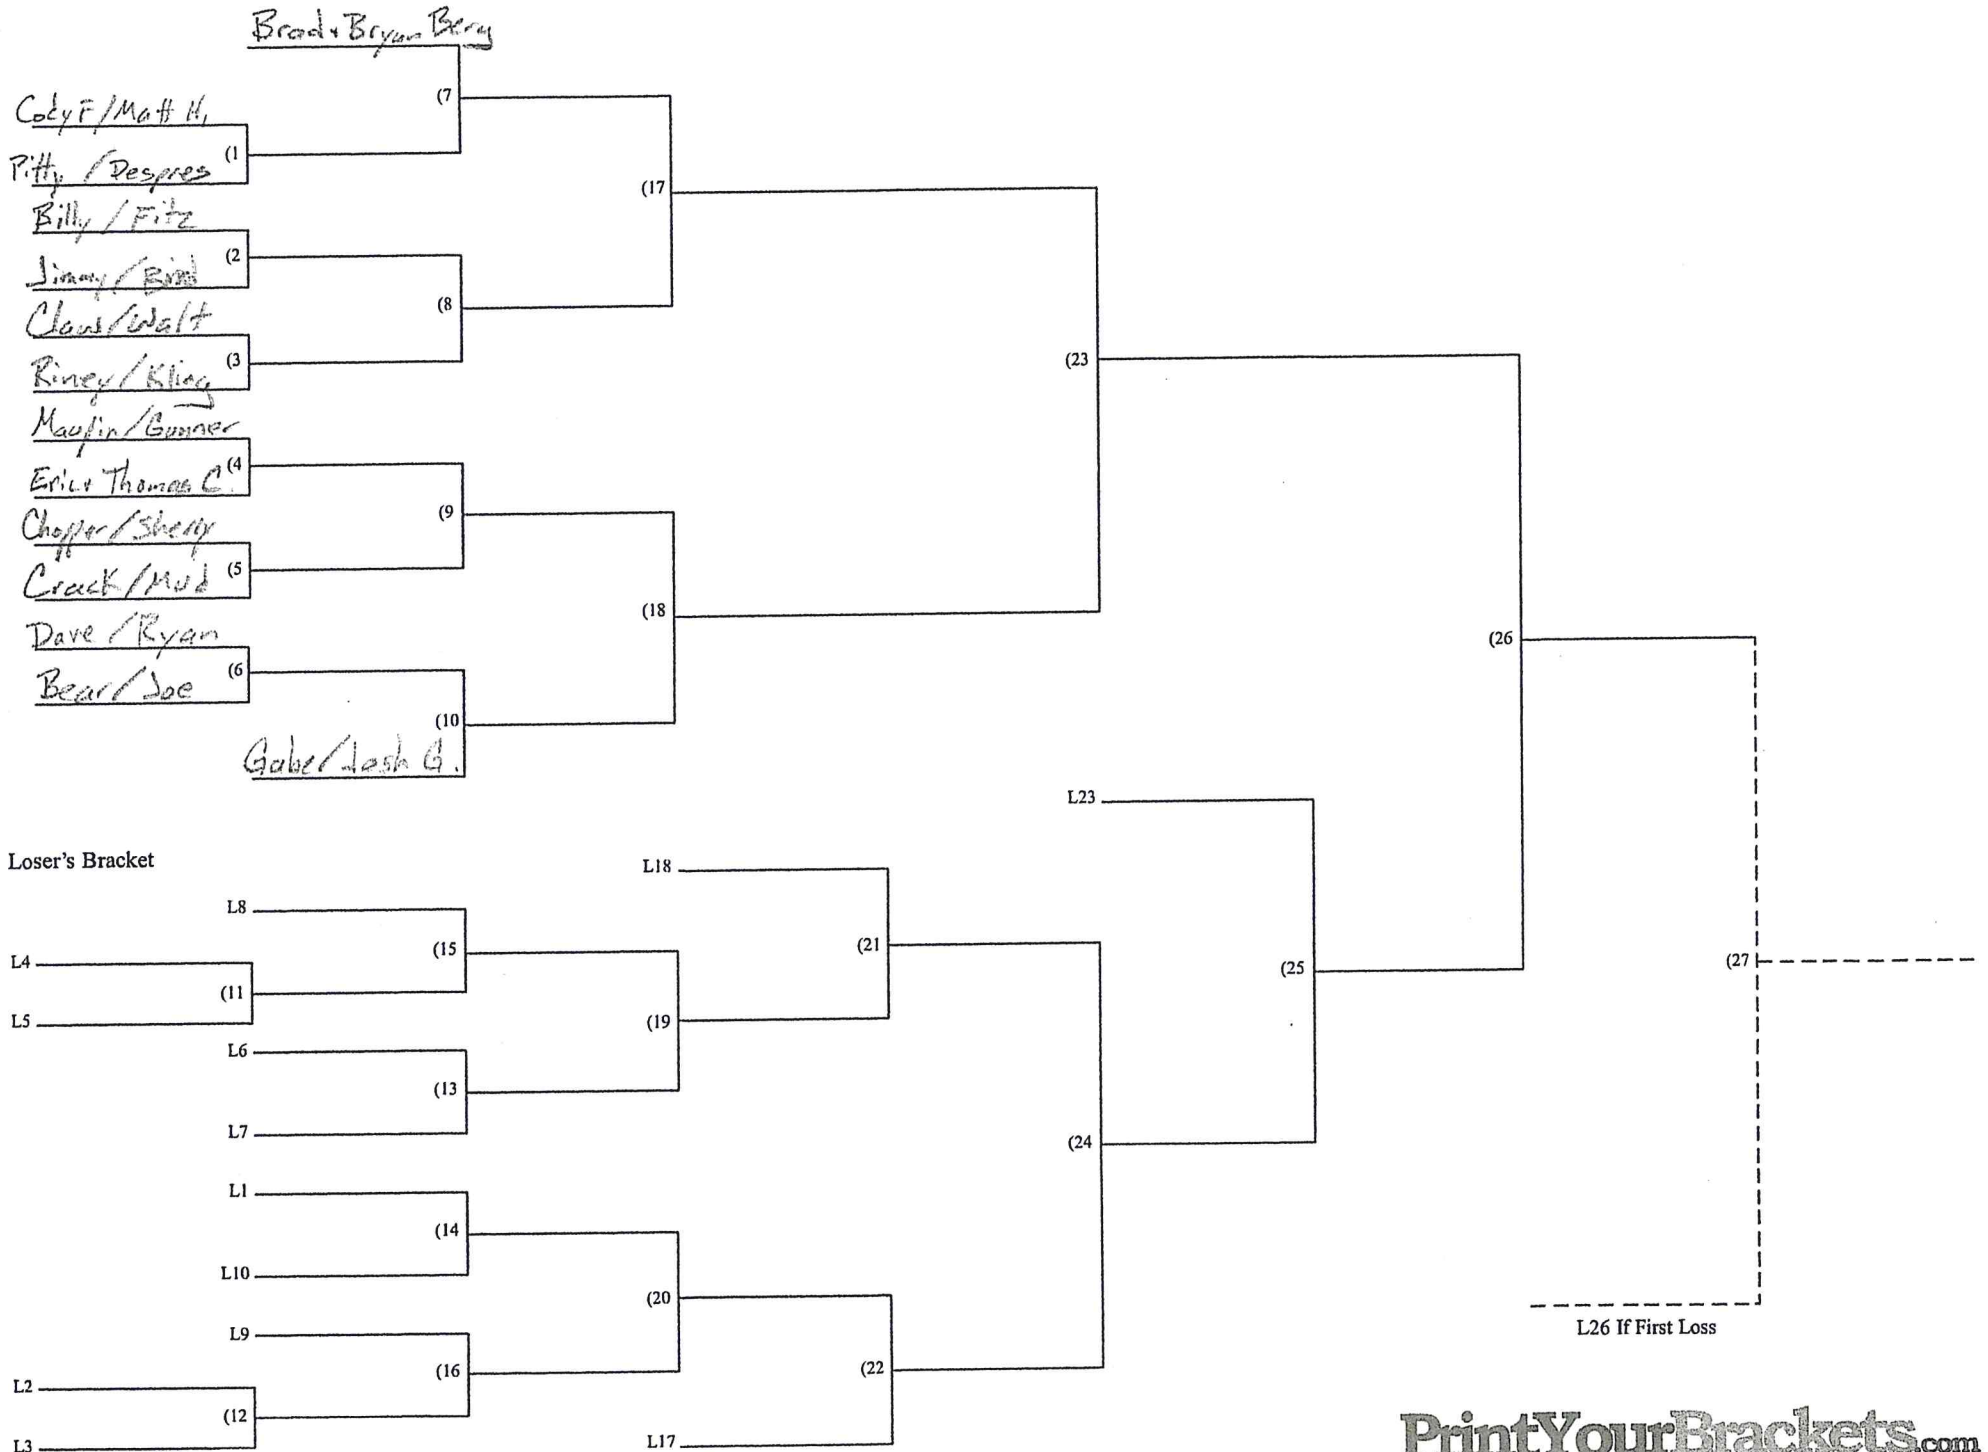 Brad + Bryan Berg
(7
Cody F/Matt H.
(1
Pitty / Despres
(17
Billy / Fitz
(2
Jimmy / Bird
(8
Claus/Walt
(3
Riney/Kling
(23
Maupin/Gunner
(4
Eric + Thomas C.
(9
Chopper/Sherry
(5
Crack/Mud
(18
Dave / Ryan
(6
(26
Bear/Joe
(10
Gabe/Josh G.
L23
Loser's Bracket
L18
L8
(15
(21
L4
(11
(25
(27
L5
(19
L6
(13
L7
(24
L1
(14
L10
(20
L26 If First Loss
L9
(16
(22
L2
(12
L3
L17
PrintYourBrackets.com